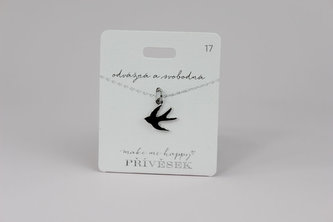 17
odvážná a svobodná
make me happy®
PŘÍVĚSEK